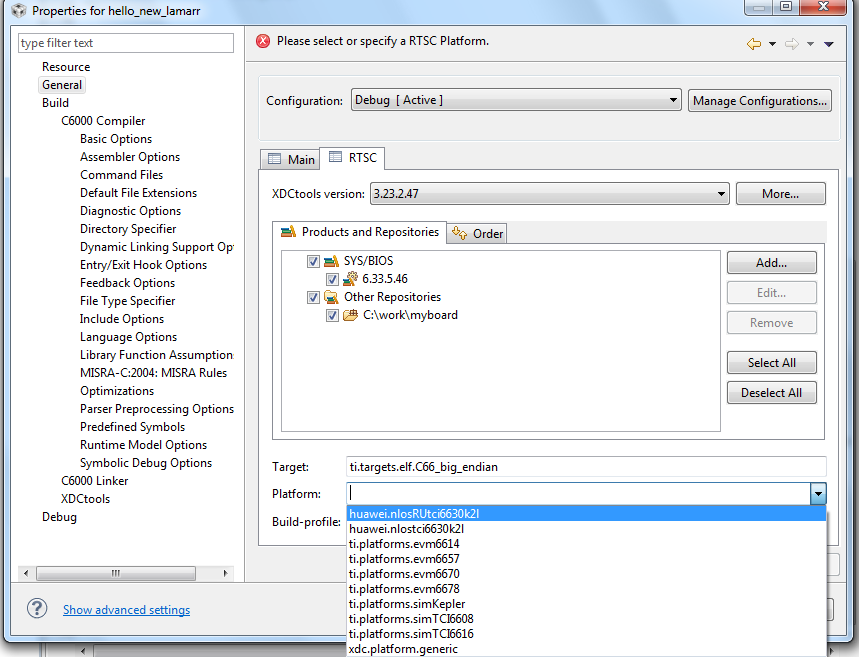 Properties for hello_new_lamarr
type filter text
Resource
General
Build
C6000 Compiler
Basic Options
Assembler Options
Command Files
Default File Extensions
Diagnostic Options
Directory Specifier
Dynamic Linking Support Op
Entry/Exit Hook Options
Feedback Options
File Type Specifier
Include Options
Language Options
Library Function Assumptions
MISRA-C:2004: MISRA Rules
Optimizations
Parser Preprocessing Options
Predefined Symbols
Runtime Model Options
Symbolic Debug Options
C6000 Linker
XDCtools
Debug
Show advanced settings
Please select or specify a RTSC Platform.
Configuration: Debug [ Active ] Manage Configurations...
Main RTSC
XDCtools version: 3.23.2.47 More...
Products and Repositories Order
SYS/BIOS
6.33.5.46
Other Repositories
C:\work\myboard
Add...
Edit...
Remove
Select All
Deselect All
Target: ti.targets.elf.C66_big_endian
Platform:
Build-profile:
huawei.nlosRUtci6630k2l
huawei.nlostci6630k2l
ti.platforms.evm6614
ti.platforms.evm6657
ti.platforms.evm6670
ti.platforms.evm6678
ti.platforms.simKepler
ti.platforms.simTCI6608
ti.platforms.simTCI6616
xdc.platform.generic